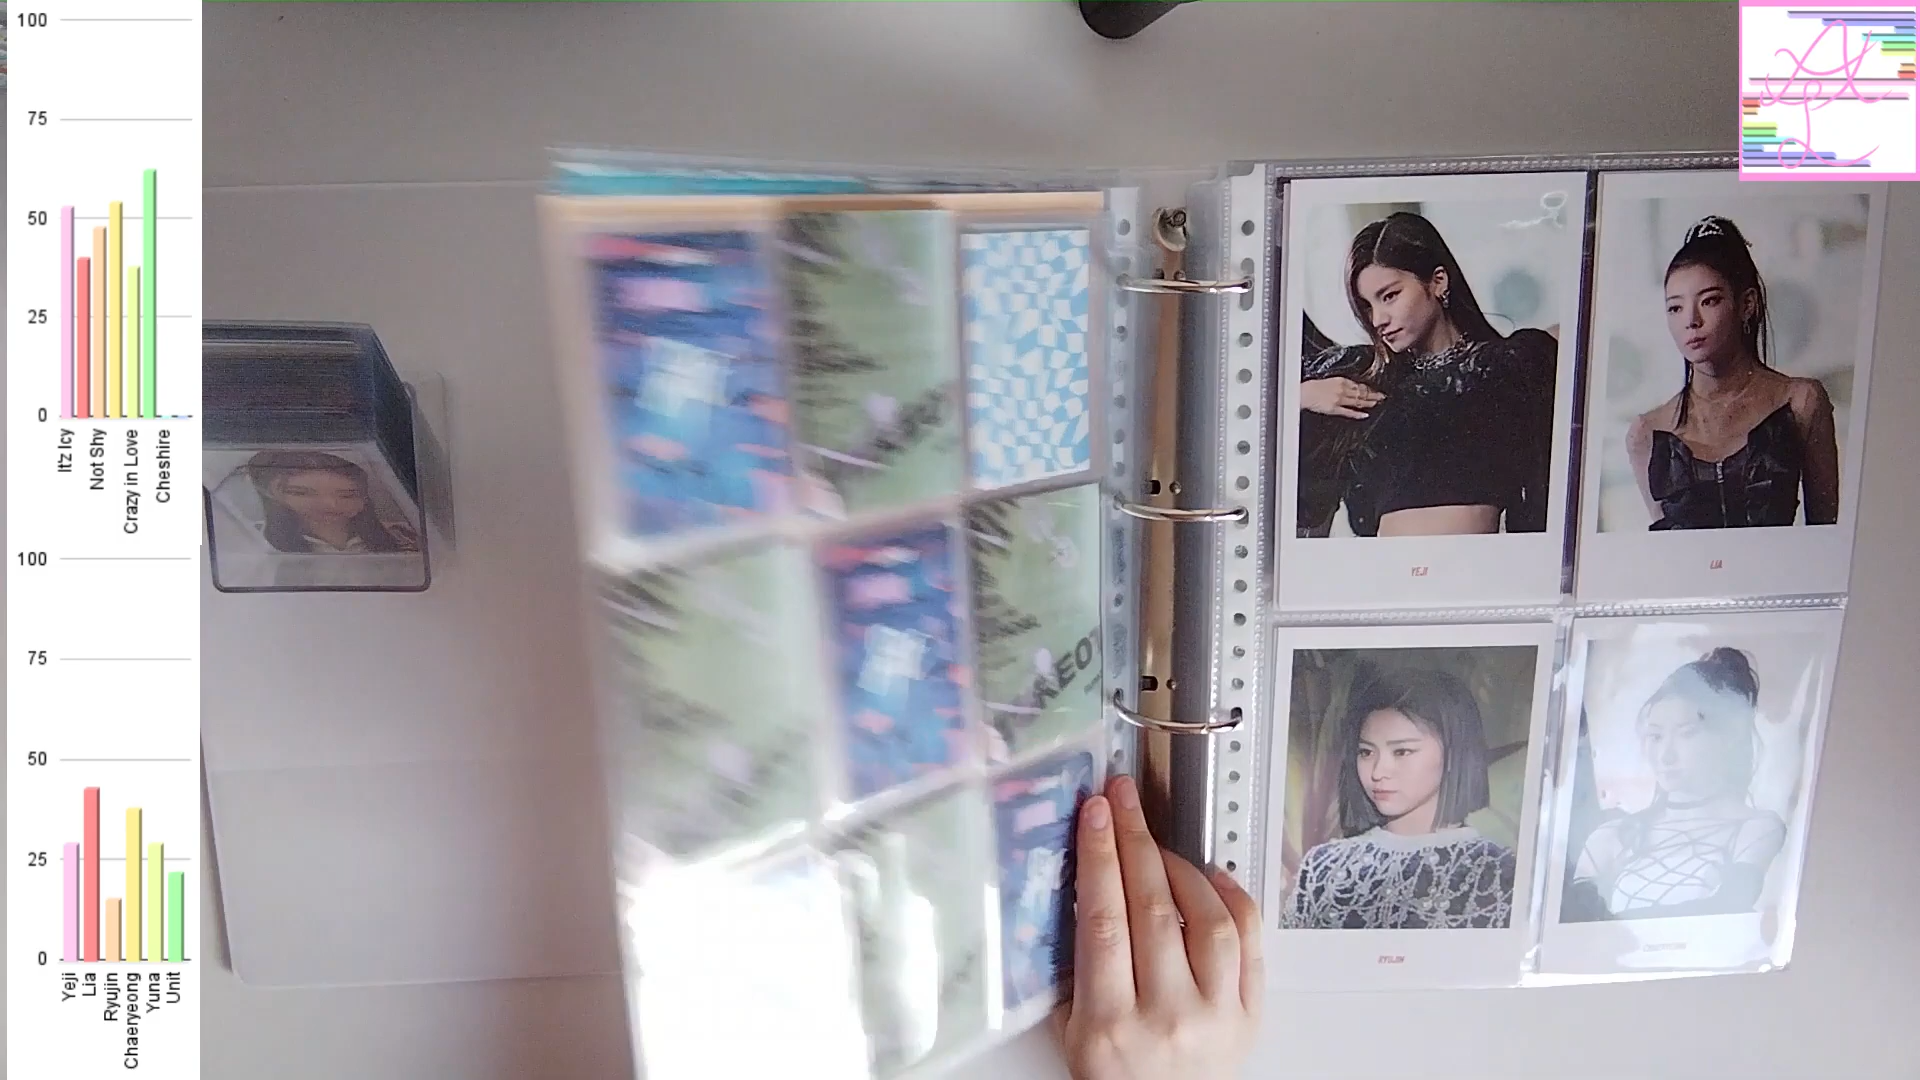 100
75
50
25
0
It'z Icy
Not Shy
Crazy in Love
Cheshire
100
75
50
25
0
Yeji
Lia
Ryujin
Chaeryeong
Yuna
Unit
YEJI
LIA
RYUJIN